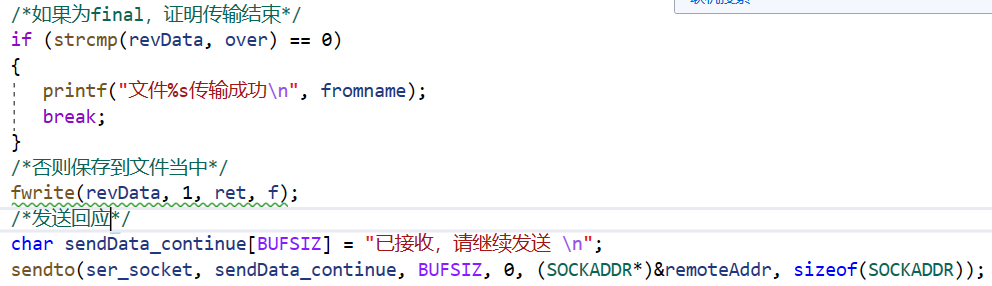 /*如果为final，证明传输结束*/
if (strcmp(revData, over) == 0)
{
printf("文件%s传输成功\n", fromname);
break;
}
/*否则保存到文件当中*/
fwrite(revData, 1, ret, f);
/*发送回应*/
char sendData_continue[BUFSIZ] = "已接收，请继续发送 \n";
sendto(ser_socket, sendData_continue, BUFSIZ, 0, (SOCKADDR*)&remoteAddr, sizeof(SOCKADDR));